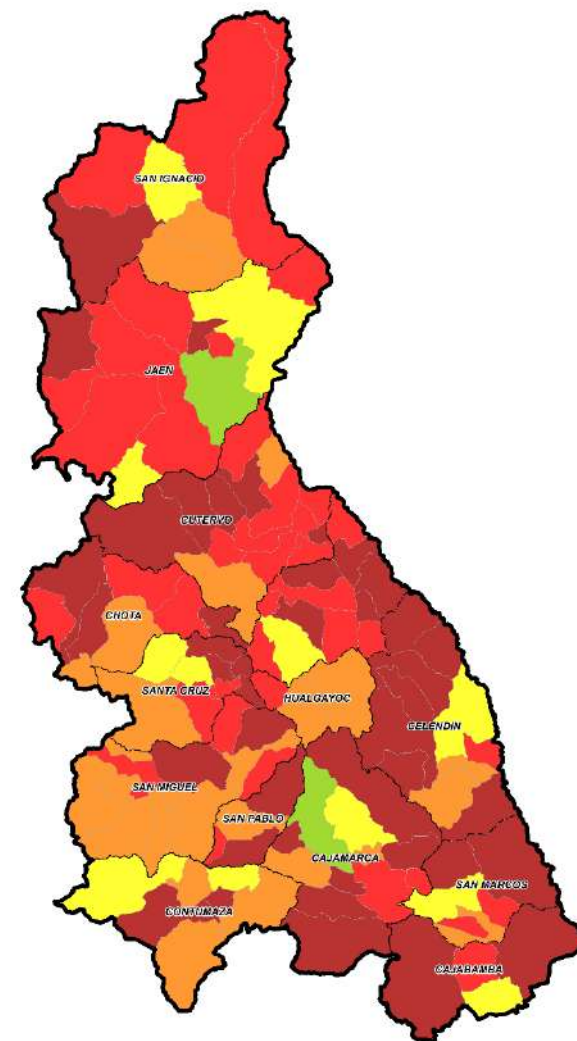 SAN IGNACIO
JAEN
CUTERVO
CHOTA
SANTA CRUZ
HUALGAYOC
CELENDIN
SAN MIGUEL
SAN PABLO
CAJAMARCA
SAN MARCOS
CONTUMAZA
CAJABAMBA